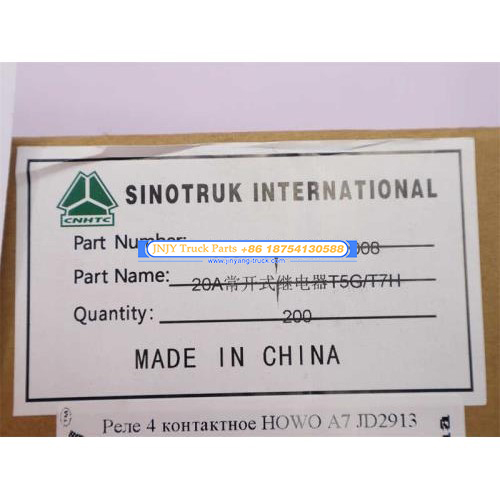 SINOTRUK INTERNATIONAL
CNHTC
Part Number:
JNJY Truck Parts +86 18754130588
www.jinyang-truck.com
Part Name: 20A常开式继电器T5G/T7H
Quantity: 200
MADE IN CHINA
Реле 4 контактное HOWO A7 JD2913